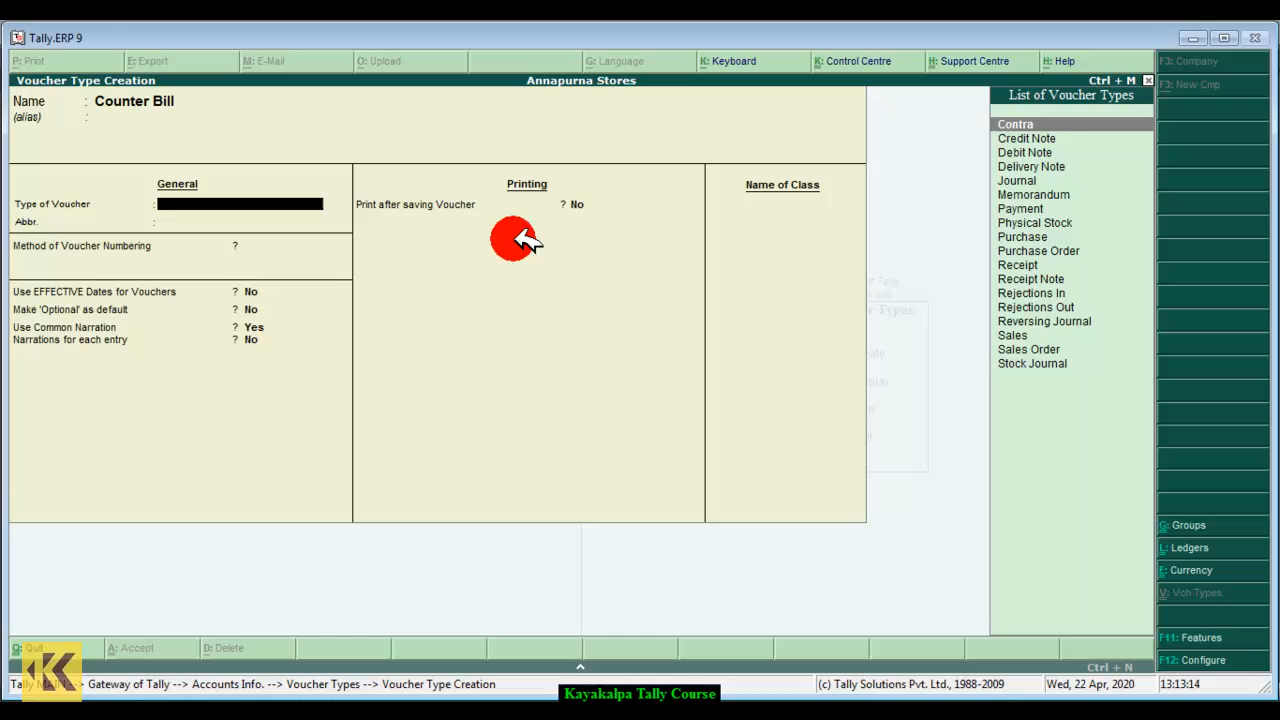 Tally.ERP 9
P: Print E: Export M: E-Mail O: Upload G: Language K: Keyboard K: Control Centre H: Support Centre H: Help
F3: Company
Voucher Type Creation Annapurna Stores Ctrl + M
F3: New Cmp
Name : Counter Bill
(alias) :
General
Type of Voucher :
Abbr. :
Method of Voucher Numbering ?
Use EFFECTIVE Dates for Vouchers ? No
Make 'Optional' as default ? No
Use Common Narration ? Yes
Narrations for each entry ? No
Printing
Print after saving Voucher ? No
Name of Class
List of Voucher Types
Contra
Credit Note
Debit Note
Delivery Note
Journal
Memorandum
Payment
Physical Stock
Purchase
Purchase Order
Receipt
Receipt Note
Rejections In
Rejections Out
Reversing Journal
Sales
Sales Order
Stock Journal
G: Groups
L: Ledgers
E: Currency
V: Vch Types
F11: Features
F12: Configure
Q: Quit A: Accept D: Delete
Ctrl + N
Tally MAIN --> Gateway of Tally --> Accounts Info. --> Voucher Types --> Voucher Type Creation (c) Tally Solutions Pvt. Ltd., 1988-2009 Wed, 22 Apr, 2020 13:13:14
Kayakalpa Tally Course